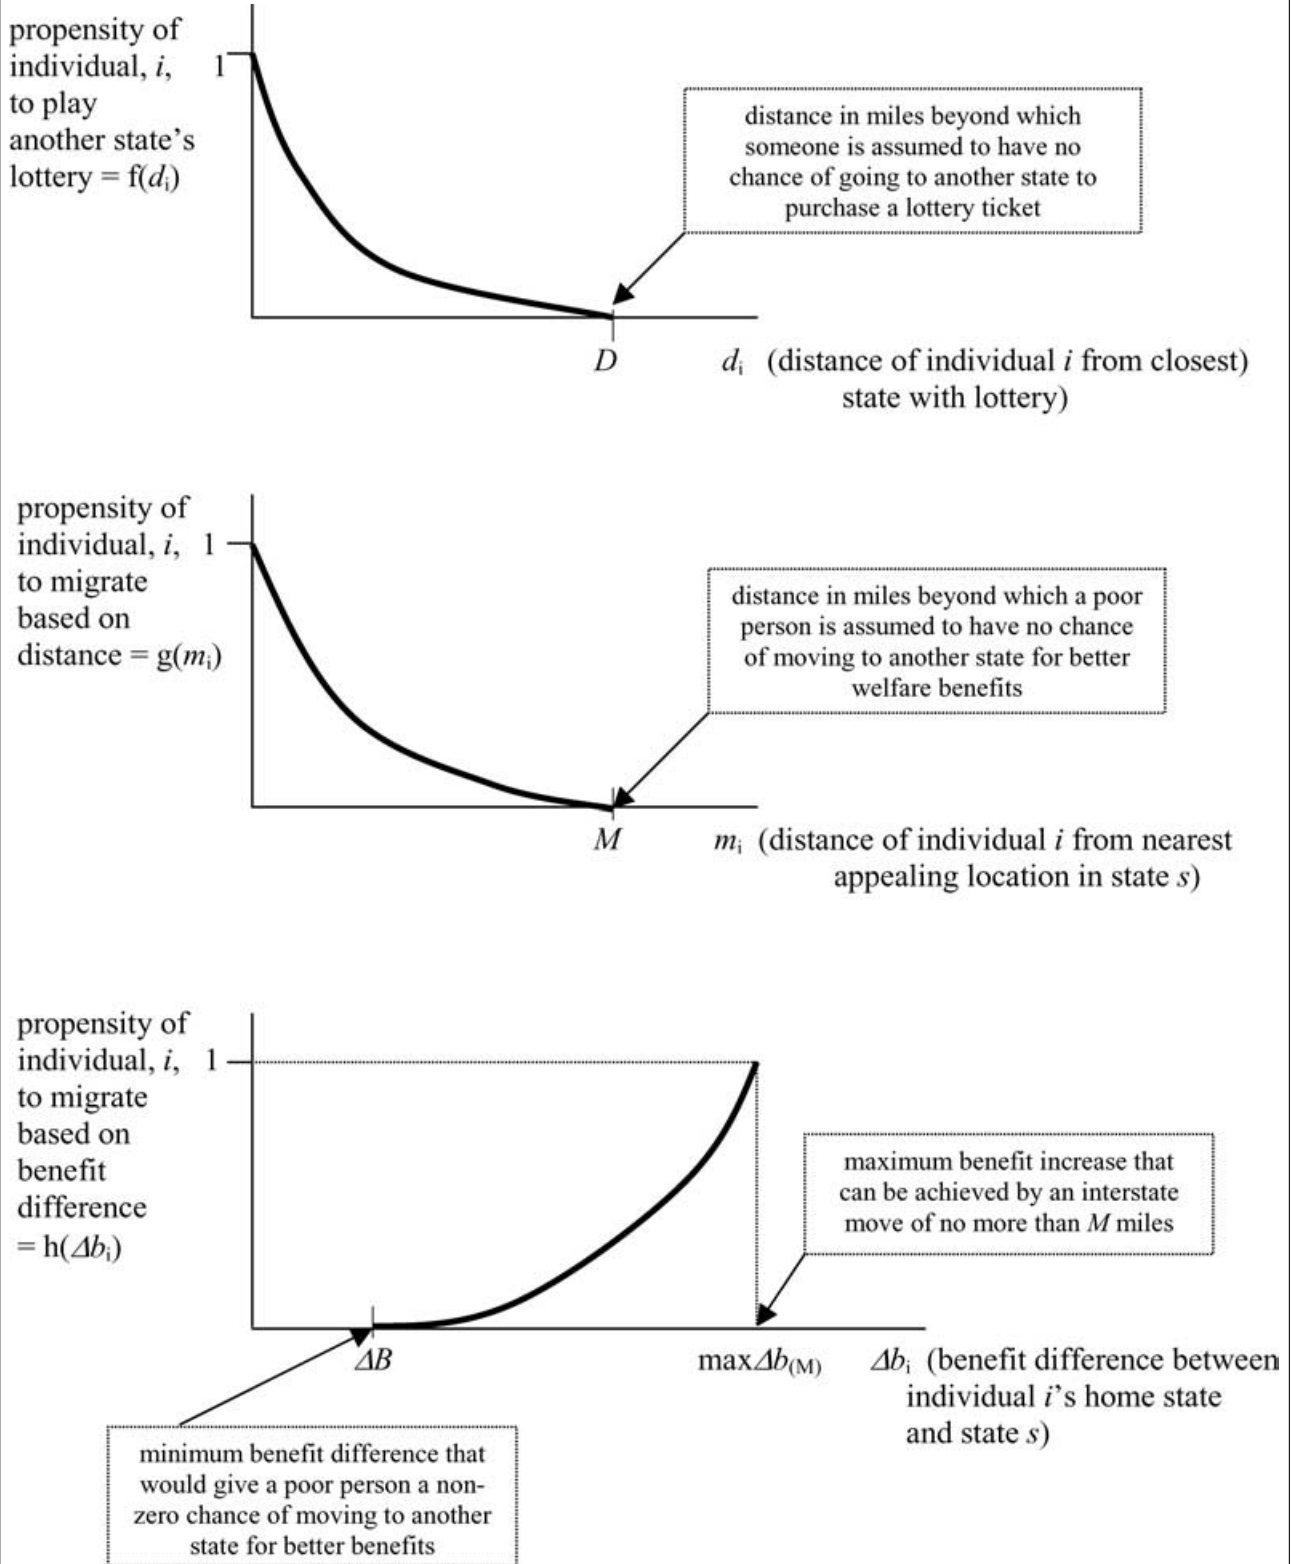 propensity of
individual, i,
to play
another state's
lottery = f(di)
1
distance in miles beyond which
someone is assumed to have no
chance of going to another state to
purchase a lottery ticket
D
di (distance of individual i from closest)
state with lottery)
propensity of
individual, i,
to migrate
based on
distance = g(mi)
1
distance in miles beyond which a poor
person is assumed to have no chance
of moving to another state for better
welfare benefits
M
mi (distance of individual i from nearest
appealing location in state s)
propensity of
individual, i,
to migrate
based on
benefit
difference
= h(Δbi)
1
maximum benefit increase that
can be achieved by an interstate
move of no more than M miles
ΔB
maxΔb(M)
Δbi (benefit difference between
individual i's home state
and state s)
minimum benefit difference that
would give a poor person a non-
zero chance of moving to another
state for better benefits